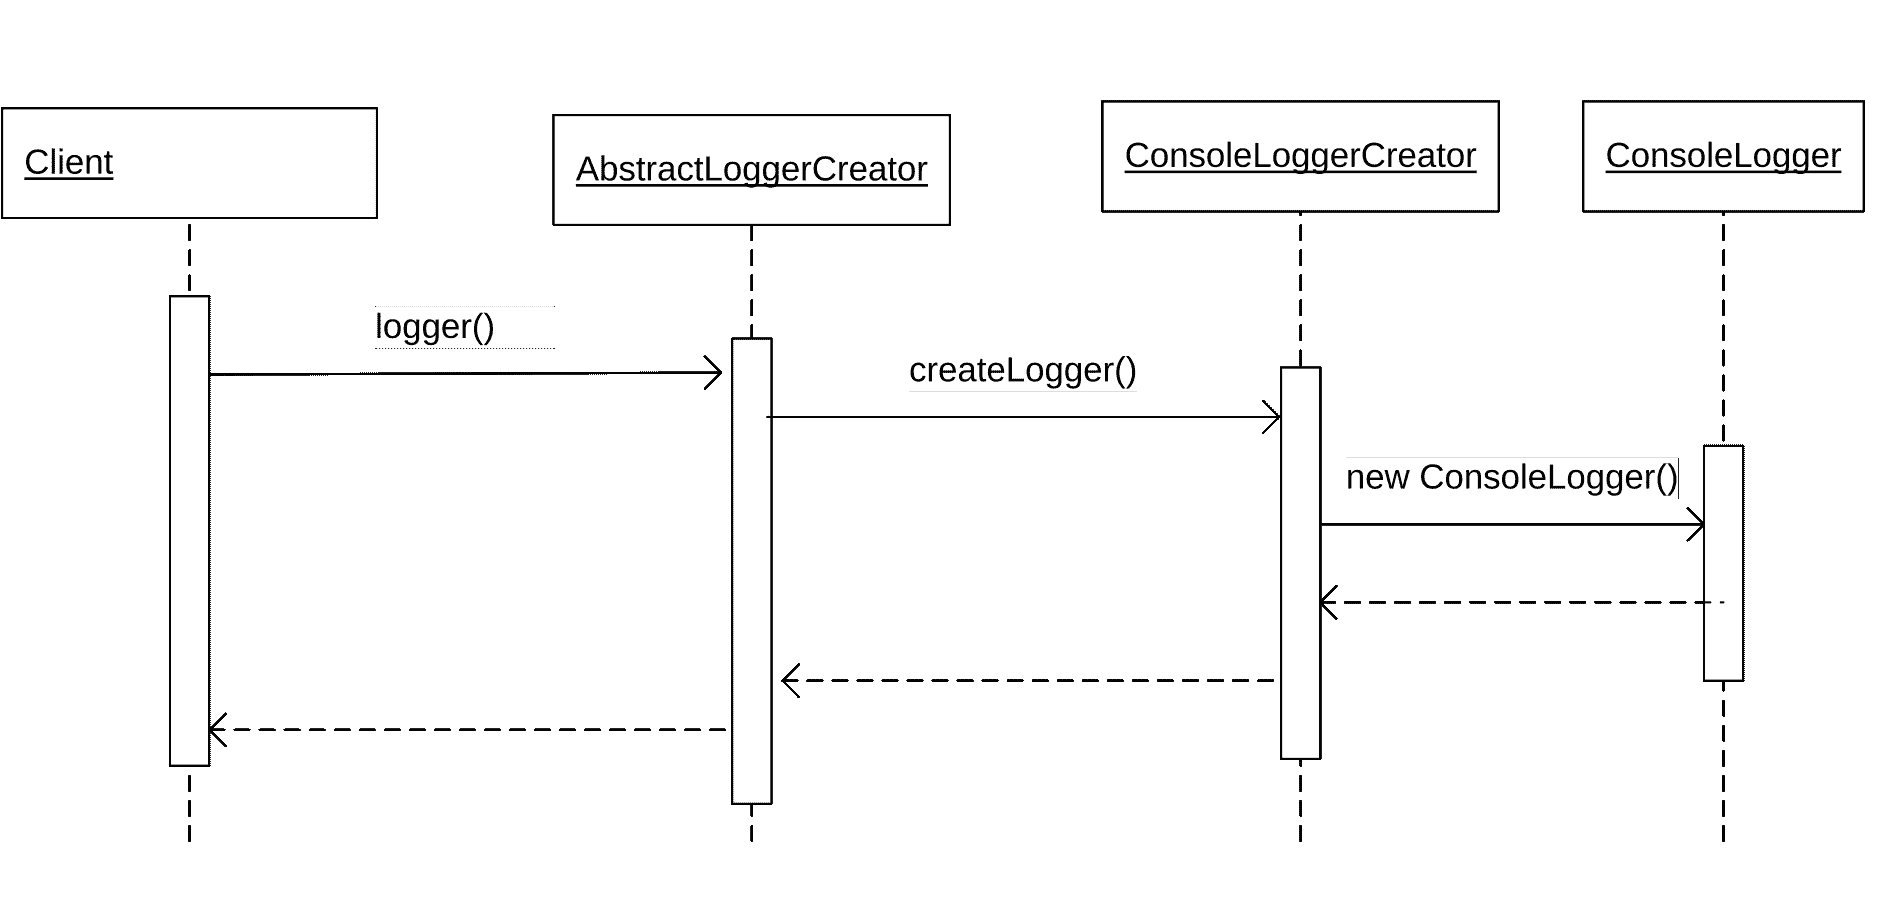 Client
AbstractLoggerCreator
ConsoleLoggerCreator
ConsoleLogger
logger()
createLogger()
new ConsoleLogger()